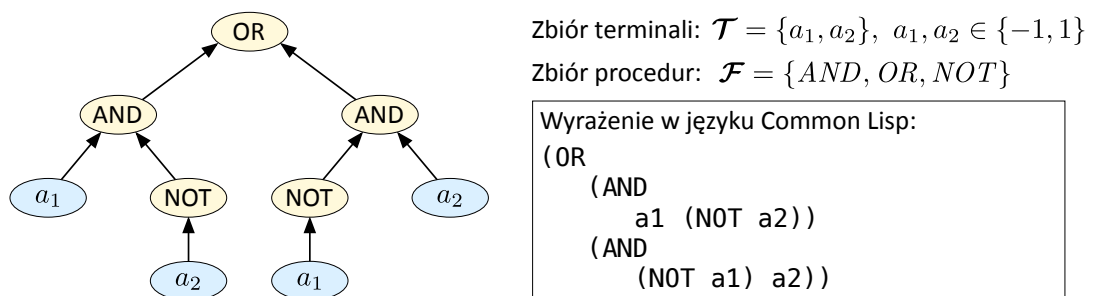 OR
AND
AND
a₁
NOT
NOT
a₂
a₂
a₁
Zbiór terminali: 𝓣 = {a₁, a₂}, a₁, a₂ ∈ {−1, 1}
Zbiór procedur: 𝓕 = {AND, OR, NOT}
Wyrażenie w języku Common Lisp:
(OR
(AND
a1 (NOT a2))
(AND
(NOT a1) a2))